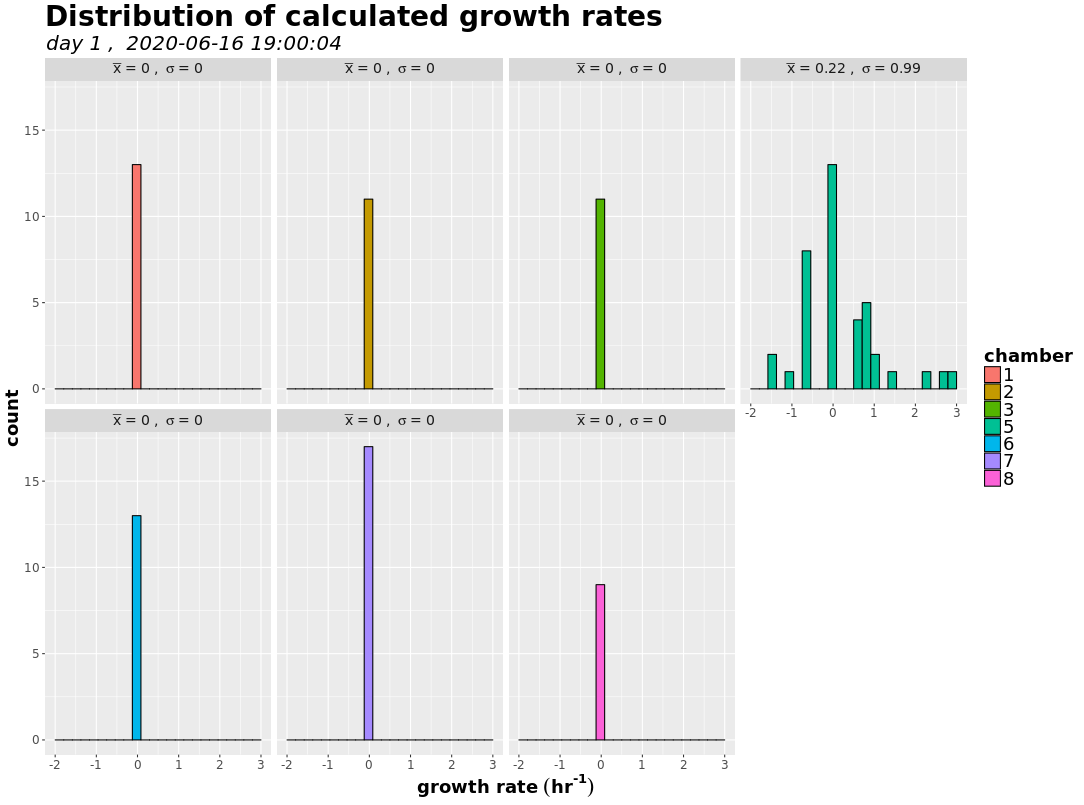 Distribution of calculated growth rates
day 1 ,  2020-06-16 19:00:04
x̅ = 0 ,  σ = 0
x̅ = 0 ,  σ = 0
x̅ = 0 ,  σ = 0
x̅ = 0.22 ,  σ = 0.99
15
10
5
0
-2 -1 0 1 2 3
x̅ = 0 ,  σ = 0
x̅ = 0 ,  σ = 0
x̅ = 0 ,  σ = 0
15
10
5
0
-2 -1 0 1 2 3
-2 -1 0 1 2 3
-2 -1 0 1 2 3
count
growth rate (hr⁻¹)
chamber
1
2
3
5
6
7
8